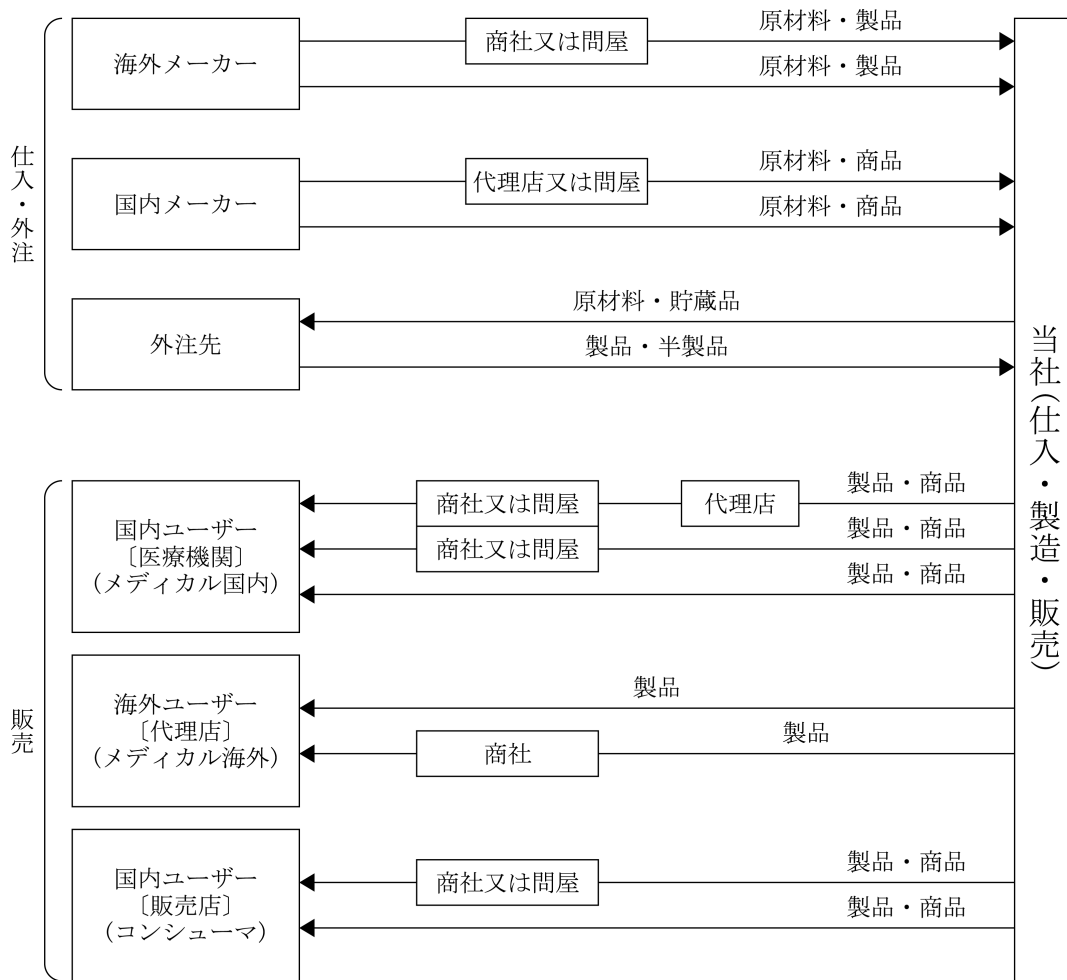 仕入・外注
海外メーカー
商社又は問屋
原材料・製品
原材料・製品
国内メーカー
代理店又は問屋
原材料・商品
原材料・商品
外注先
原材料・貯蔵品
製品・半製品
当社(仕入・製造・販売)
販売
国内ユーザー
〔医療機関〕
(メディカル国内)
商社又は問屋
代理店
製品・商品
商社又は問屋
製品・商品
製品・商品
海外ユーザー
〔代理店〕
(メディカル海外)
製品
商社
製品
国内ユーザー
〔販売店〕
(コンシューマ)
商社又は問屋
製品・商品
製品・商品